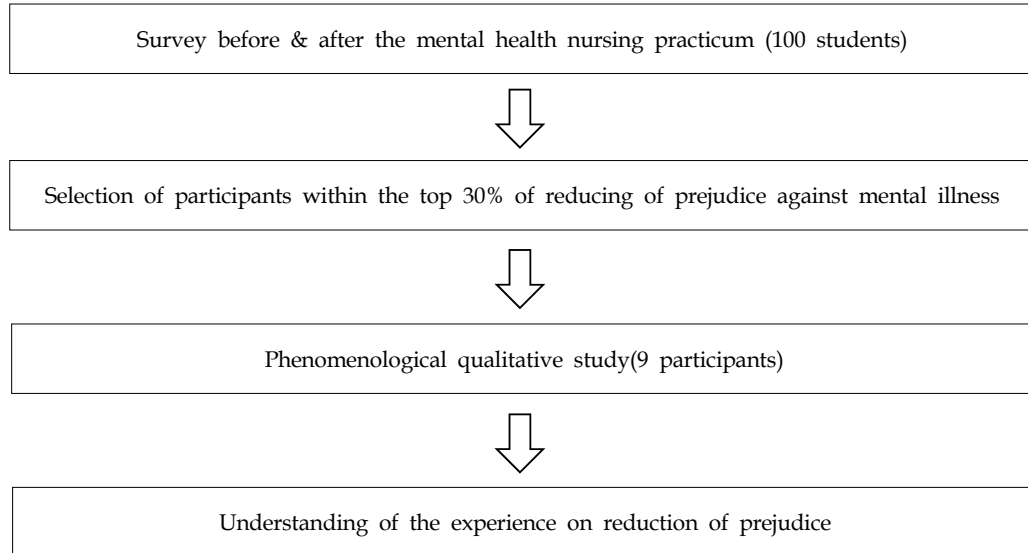 Survey before & after the mental health nursing practicum (100 students)
Selection of participants within the top 30% of reducing of prejudice against mental illness
Phenomenological qualitative study(9 participants)
Understanding of the experience on reduction of prejudice